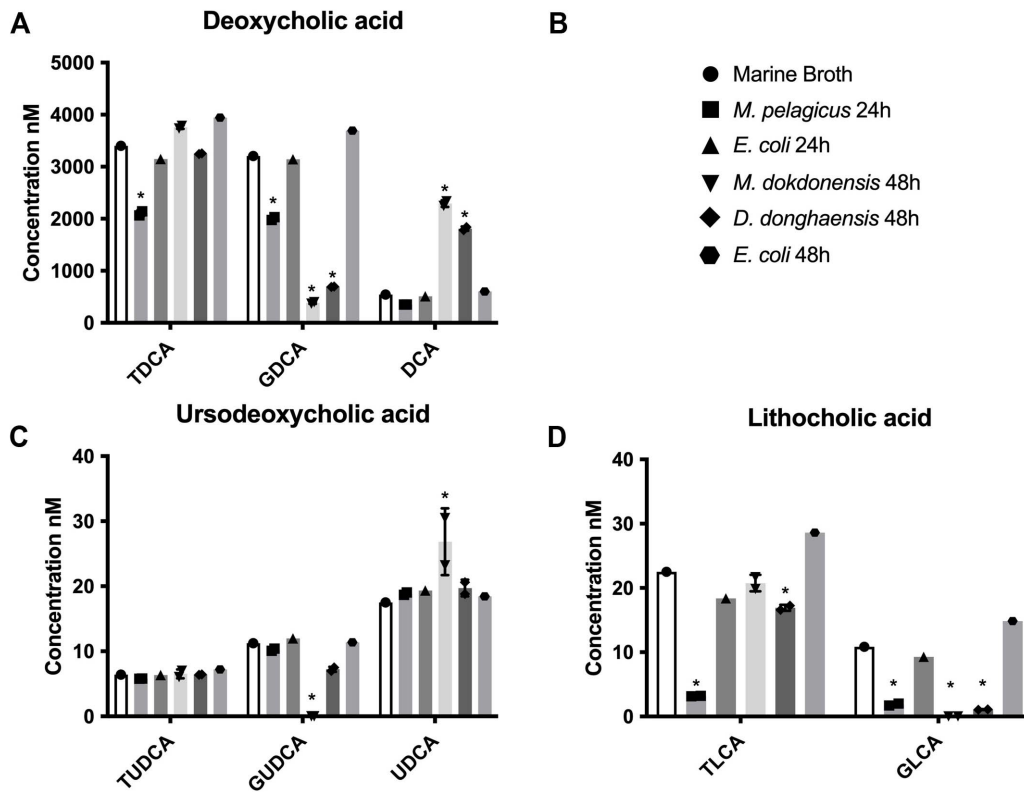 A
Deoxycholic acid
Concentration nM
5000
4000
3000
2000
1000
0
*
*
*
*
*
*
TDCA
GDCA
DCA
B
Marine Broth
M. pelagicus 24h
E. coli 24h
M. dokdonensis 48h
D. donghaensis 48h
E. coli 48h
C
Ursodeoxycholic acid
Concentration nM
40
30
20
10
0
*
*
TUDCA
GUDCA
UDCA
D
Lithocholic acid
Concentration nM
40
30
20
10
0
*
*
*
*
*
TLCA
GLCA